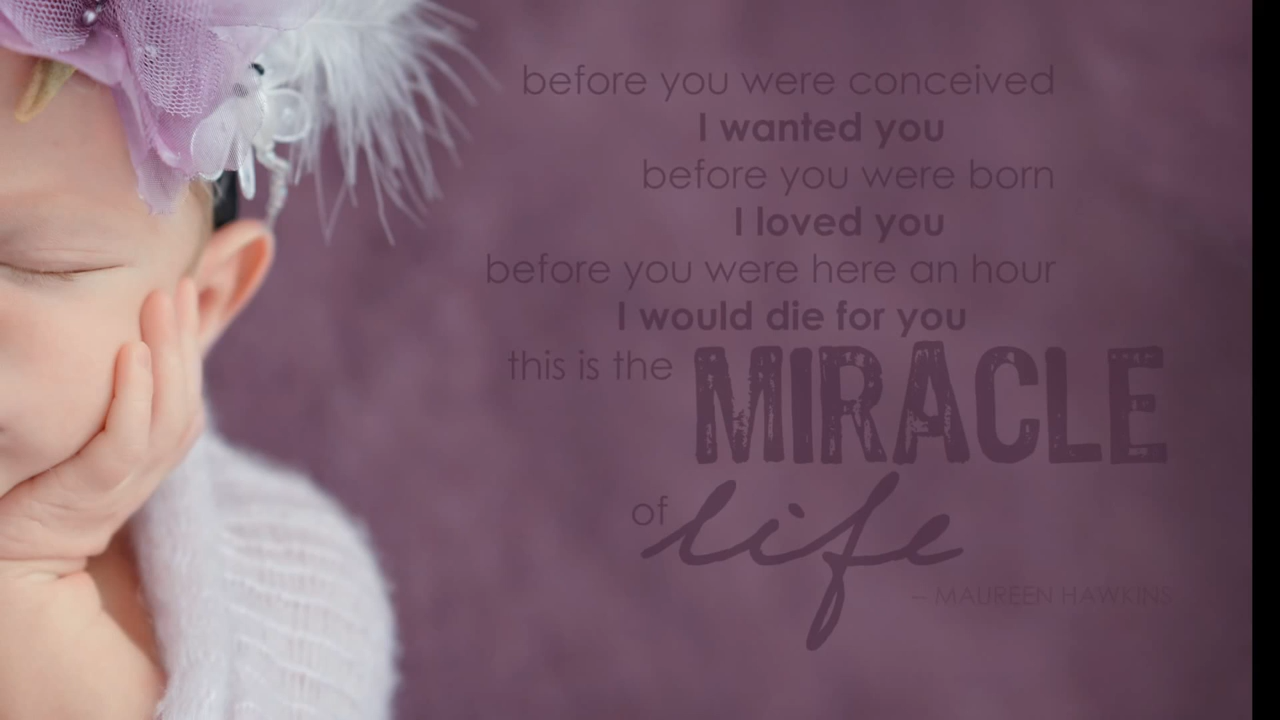 before you were conceived
I wanted you
before you were born
I loved you
before you were here an hour
I would die for you
this is the MIRACLE
of life
– MAUREEN HAWKINS